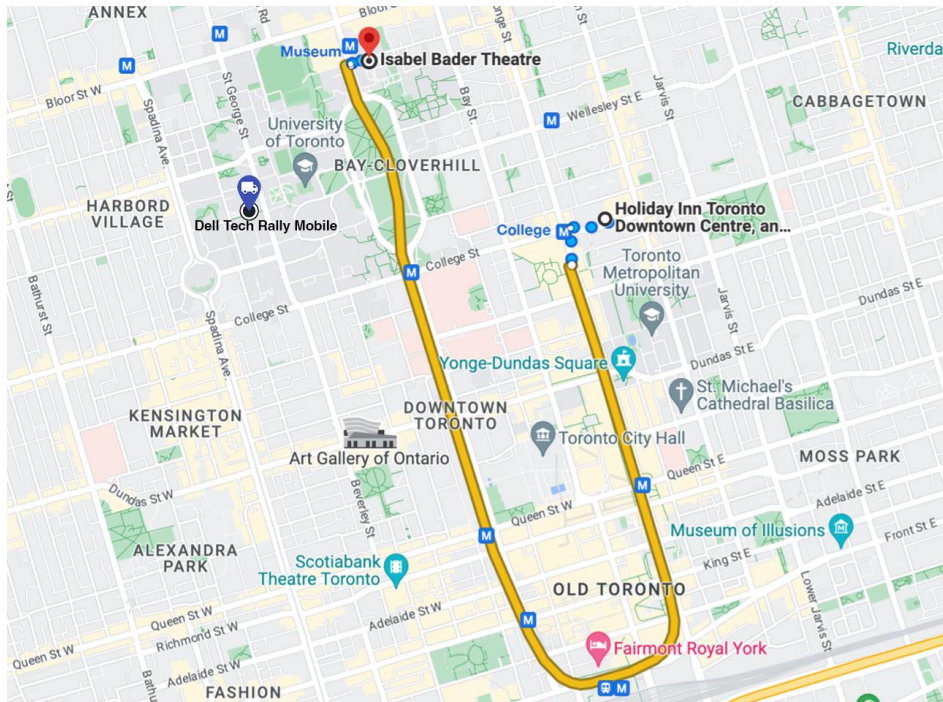 ANNEX
Rd
Museum
M
Isabel Bader Theatre
Riverda
M
M
Bloor St W
St George St
Spadina Ave
Bay St.
Jarvis St
Wellesley St E
M
CABBAGETOWN
University
of Toronto
BAY-CLOVERHILL
HARBORD
VILLAGE
Dell Tech Rally Mobile
College
M
Holiday Inn Toronto
Downtown Centre, an...
Toronto
Metropolitan
University
College St
M
Bathurst St
Spadina Ave.
College St
Jarvis St
Dundas St E
Yonge-Dundas Square
Dundas St E
St. Michael's
Cathedral Basilica
KENSINGTON
MARKET
DOWNTOWN
TORONTO
Art Gallery of Ontario
Toronto City Hall
MOSS PARK
Queen St E
M
Dundas St W
Beverley St
Queen St W
Adelaide St E
M
Museum of Illusions
Front St E
ALEXANDRA
PARK
Scotiabank
Theatre Toronto
King St E
OLD TORONTO
Lower Jarvis St
Adelaide St W
M
Queen St W
Richmond St W
Queen St W
Adelaide St W
Fairmont Royal York
M
Bathu
FASHION